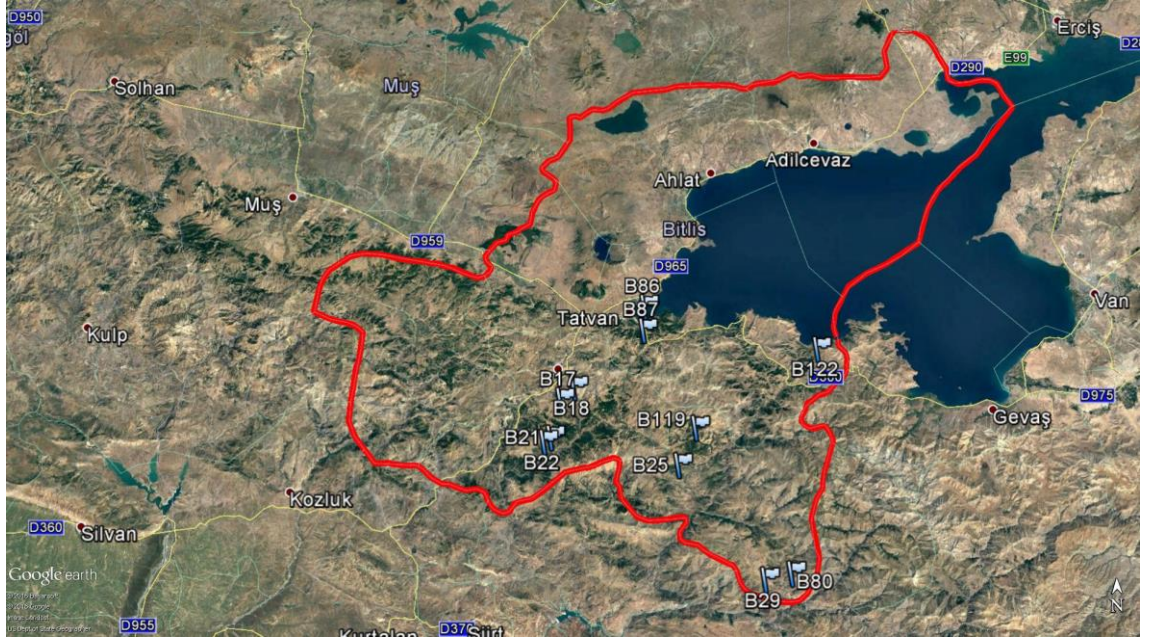 D950
Erciş
göl
D290
E99
Solhan
Muş
Adilcevaz
Ahlat
Muş
Bitlis
D959
D965
B86
Van
B87
Tatvan
Kulp
B122
B17
D975
B18
B119
Gevaş
B21
B22
B25
Kozluk
D360
Silvan
Google earth
B80
B29
N
D955
D370
Kurtalan
Siirt